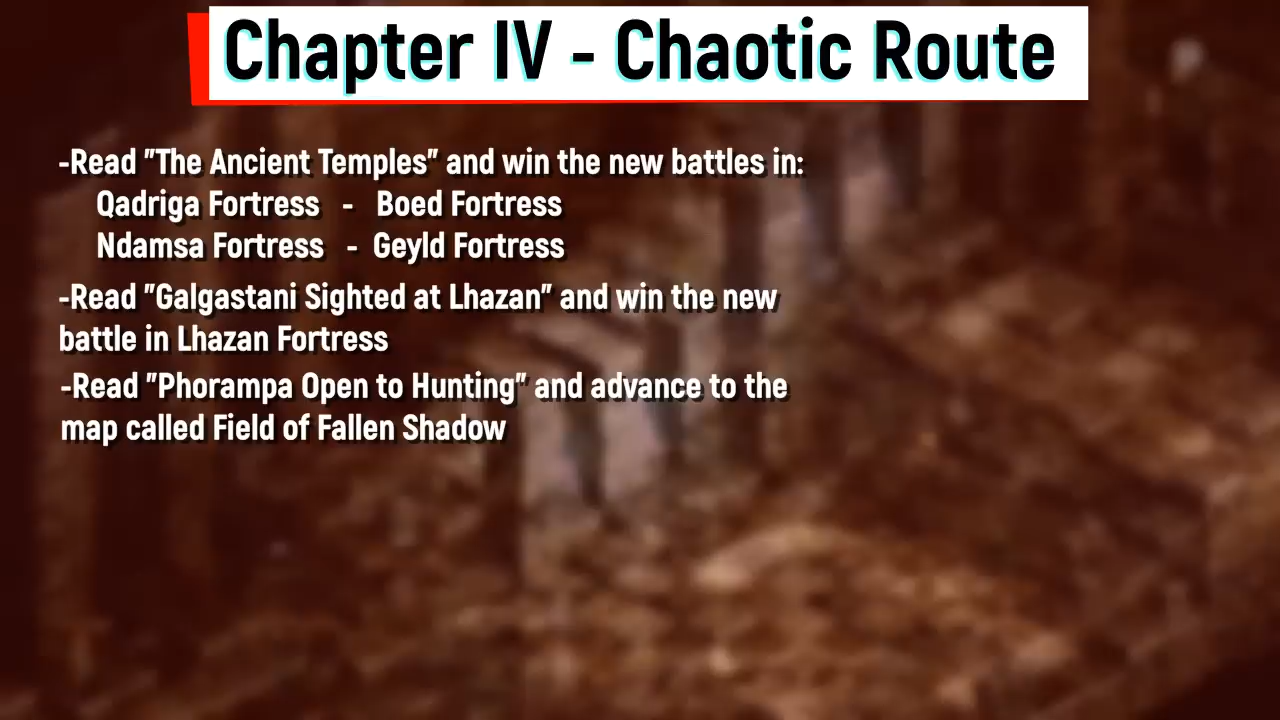 Chapter IV - Chaotic Route
-Read "The Ancient Temples" and win the new battles in:
Qadriga Fortress - Boed Fortress
Ndamsa Fortress - Geyld Fortress
-Read "Galgastani Sighted at Lhazan" and win the new
battle in Lhazan Fortress
-Read "Phorampa Open to Hunting" and advance to the
map called Field of Fallen Shadow